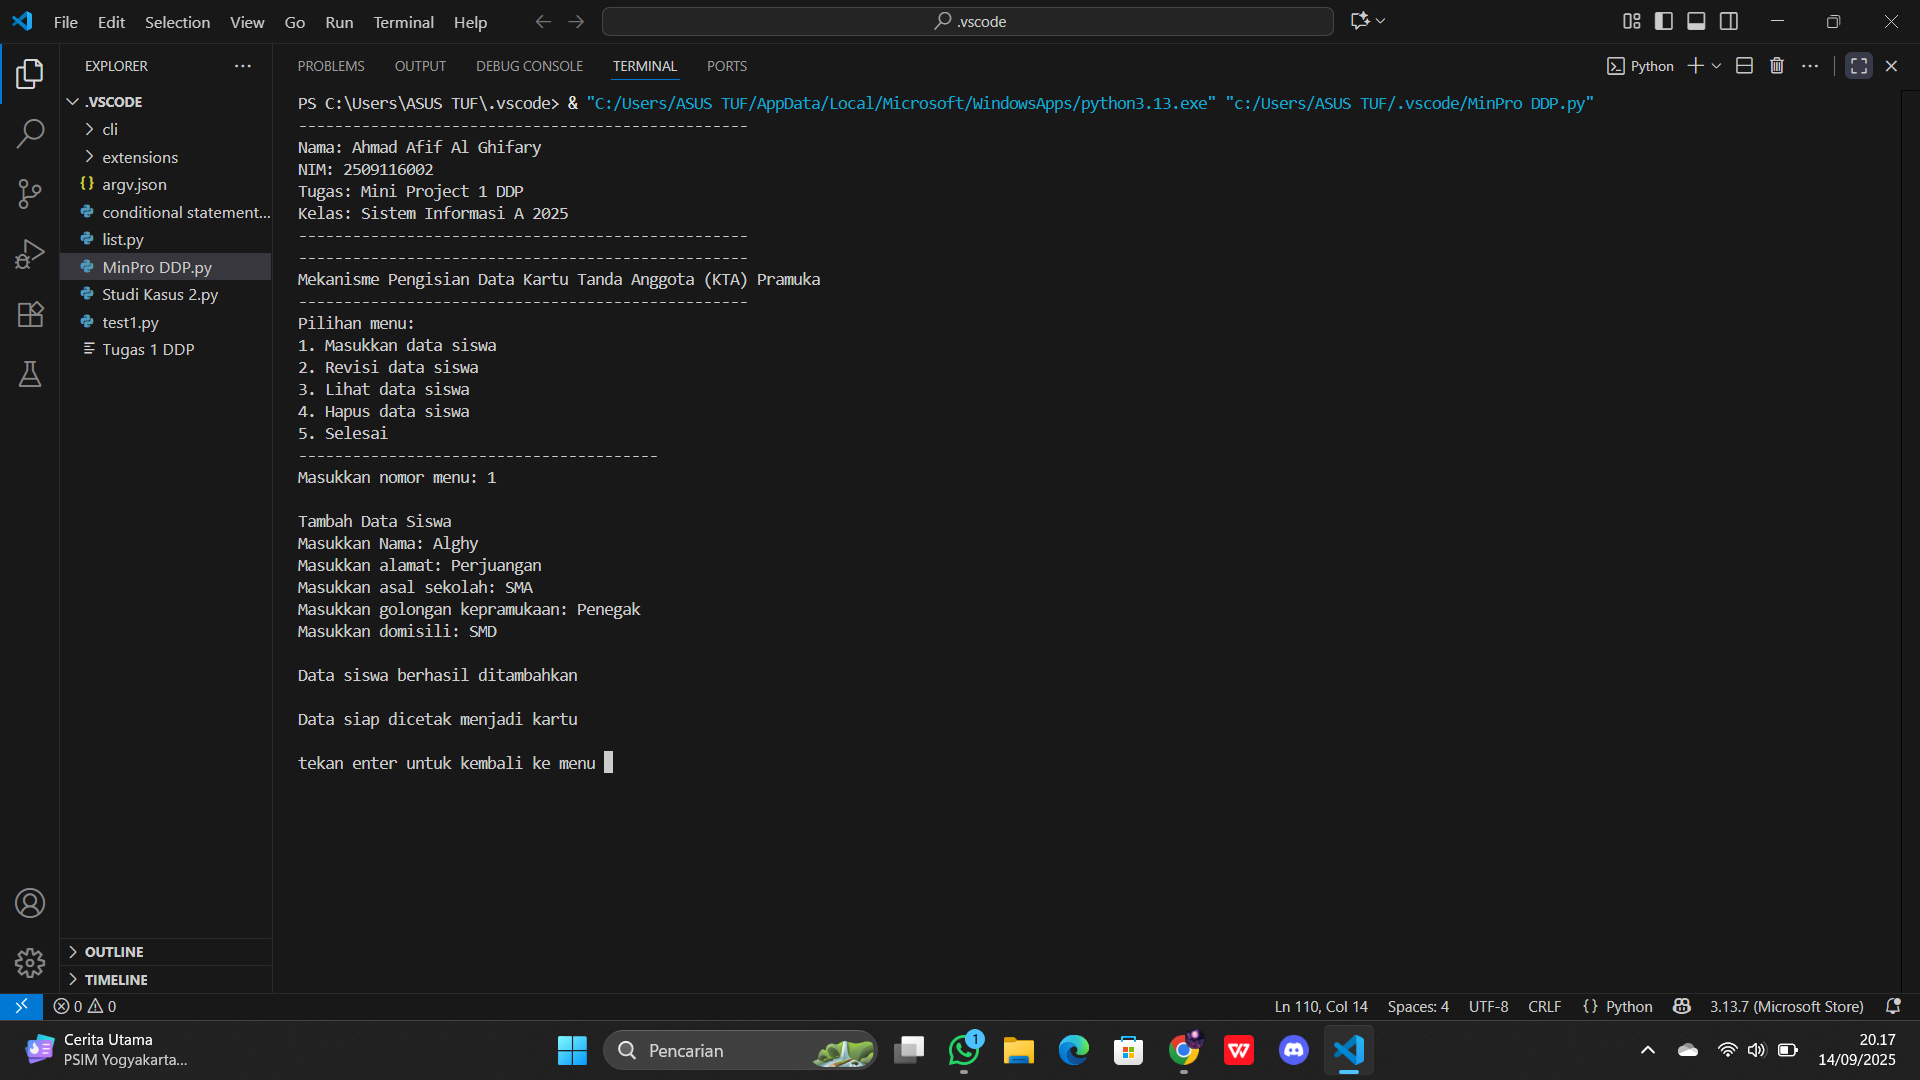 File Edit Selection View Go Run Terminal Help
.vscode
EXPLORER
.VSCODE
cli
extensions
argv.json
conditional statement...
list.py
MinPro DDP.py
Studi Kasus 2.py
test1.py
Tugas 1 DDP
OUTLINE
TIMELINE
PROBLEMS OUTPUT DEBUG CONSOLE TERMINAL PORTS
Python
PS C:\Users\ASUS TUF\.vscode> & "C:/Users/ASUS TUF/AppData/Local/Microsoft/WindowsApps/python3.13.exe" "c:/Users/ASUS TUF/.vscode/MinPro DDP.py"
--------------------------------------------------
Nama: Ahmad Afif Al Ghifary
NIM: 2509116002
Tugas: Mini Project 1 DDP
Kelas: Sistem Informasi A 2025
--------------------------------------------------
--------------------------------------------------
Mekanisme Pengisian Data Kartu Tanda Anggota (KTA) Pramuka
--------------------------------------------------
Pilihan menu:
1. Masukkan data siswa
2. Revisi data siswa
3. Lihat data siswa
4. Hapus data siswa
5. Selesai
----------------------------------------
Masukkan nomor menu: 1
Tambah Data Siswa
Masukkan Nama: Alghy
Masukkan alamat: Perjuangan
Masukkan asal sekolah: SMA
Masukkan golongan kepramukaan: Penegak
Masukkan domisili: SMD
Data siswa berhasil ditambahkan
Data siap dicetak menjadi kartu
tekan enter untuk kembali ke menu
0 0
Ln 110, Col 14 Spaces: 4 UTF-8 CRLF {} Python 3.13.7 (Microsoft Store)
Cerita Utama
PSIM Yogyakarta...
Pencarian
1
20.17
14/09/2025